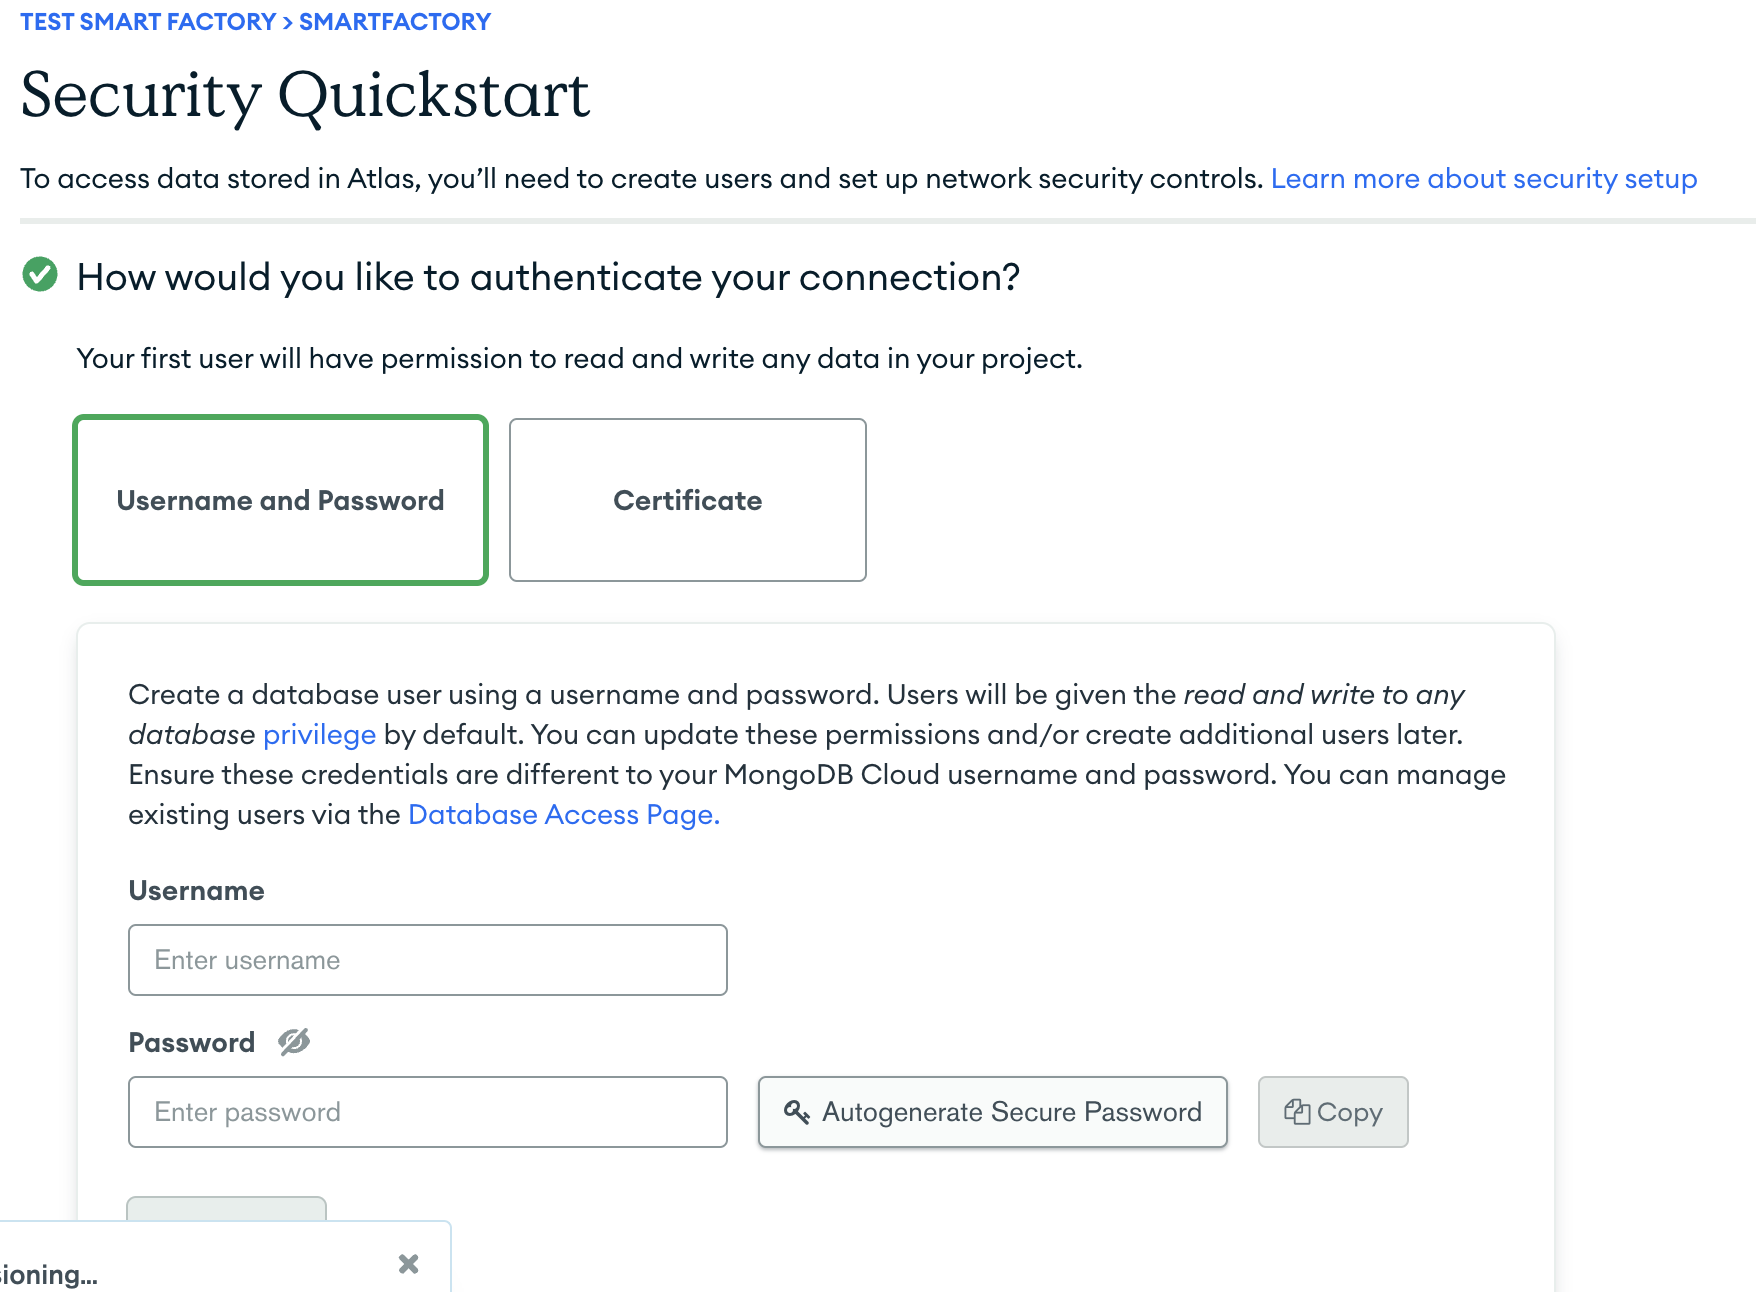 TEST SMART FACTORY > SMARTFACTORY
Security Quickstart
To access data stored in Atlas, you’ll need to create users and set up network security controls. Learn more about security setup
How would you like to authenticate your connection?
Your first user will have permission to read and write any data in your project.
Username and Password
Certificate
Create a database user using a username and password. Users will be given the read and write to any
database privilege by default. You can update these permissions and/or create additional users later.
Ensure these credentials are different to your MongoDB Cloud username and password. You can manage
existing users via the Database Access Page.
Username
Enter username
Password
Enter password
Autogenerate Secure Password
Copy